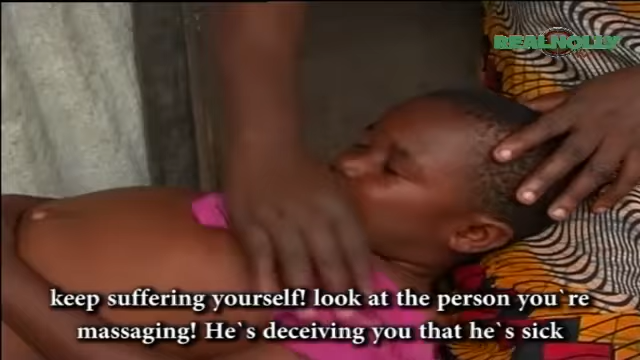 REALNOLLY
keep suffering yourself! look at the person you`re
massaging! He`s deceiving you that he`s sick